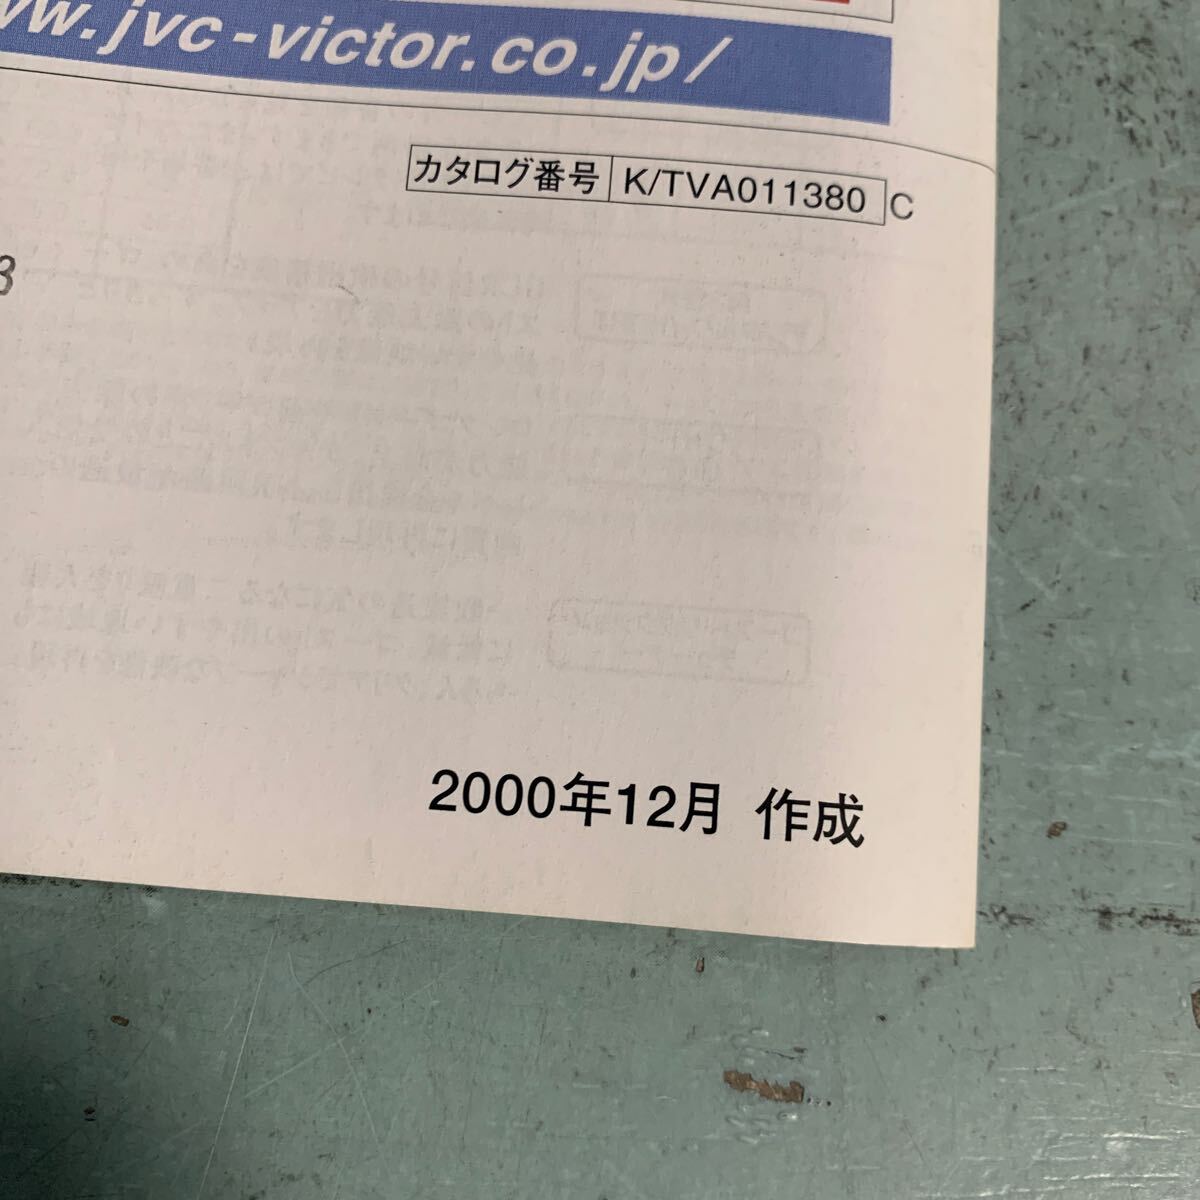 w.jvc-victor.co.jp/
カタログ番号 K/TVA011380 C
3
2000年12月 作成